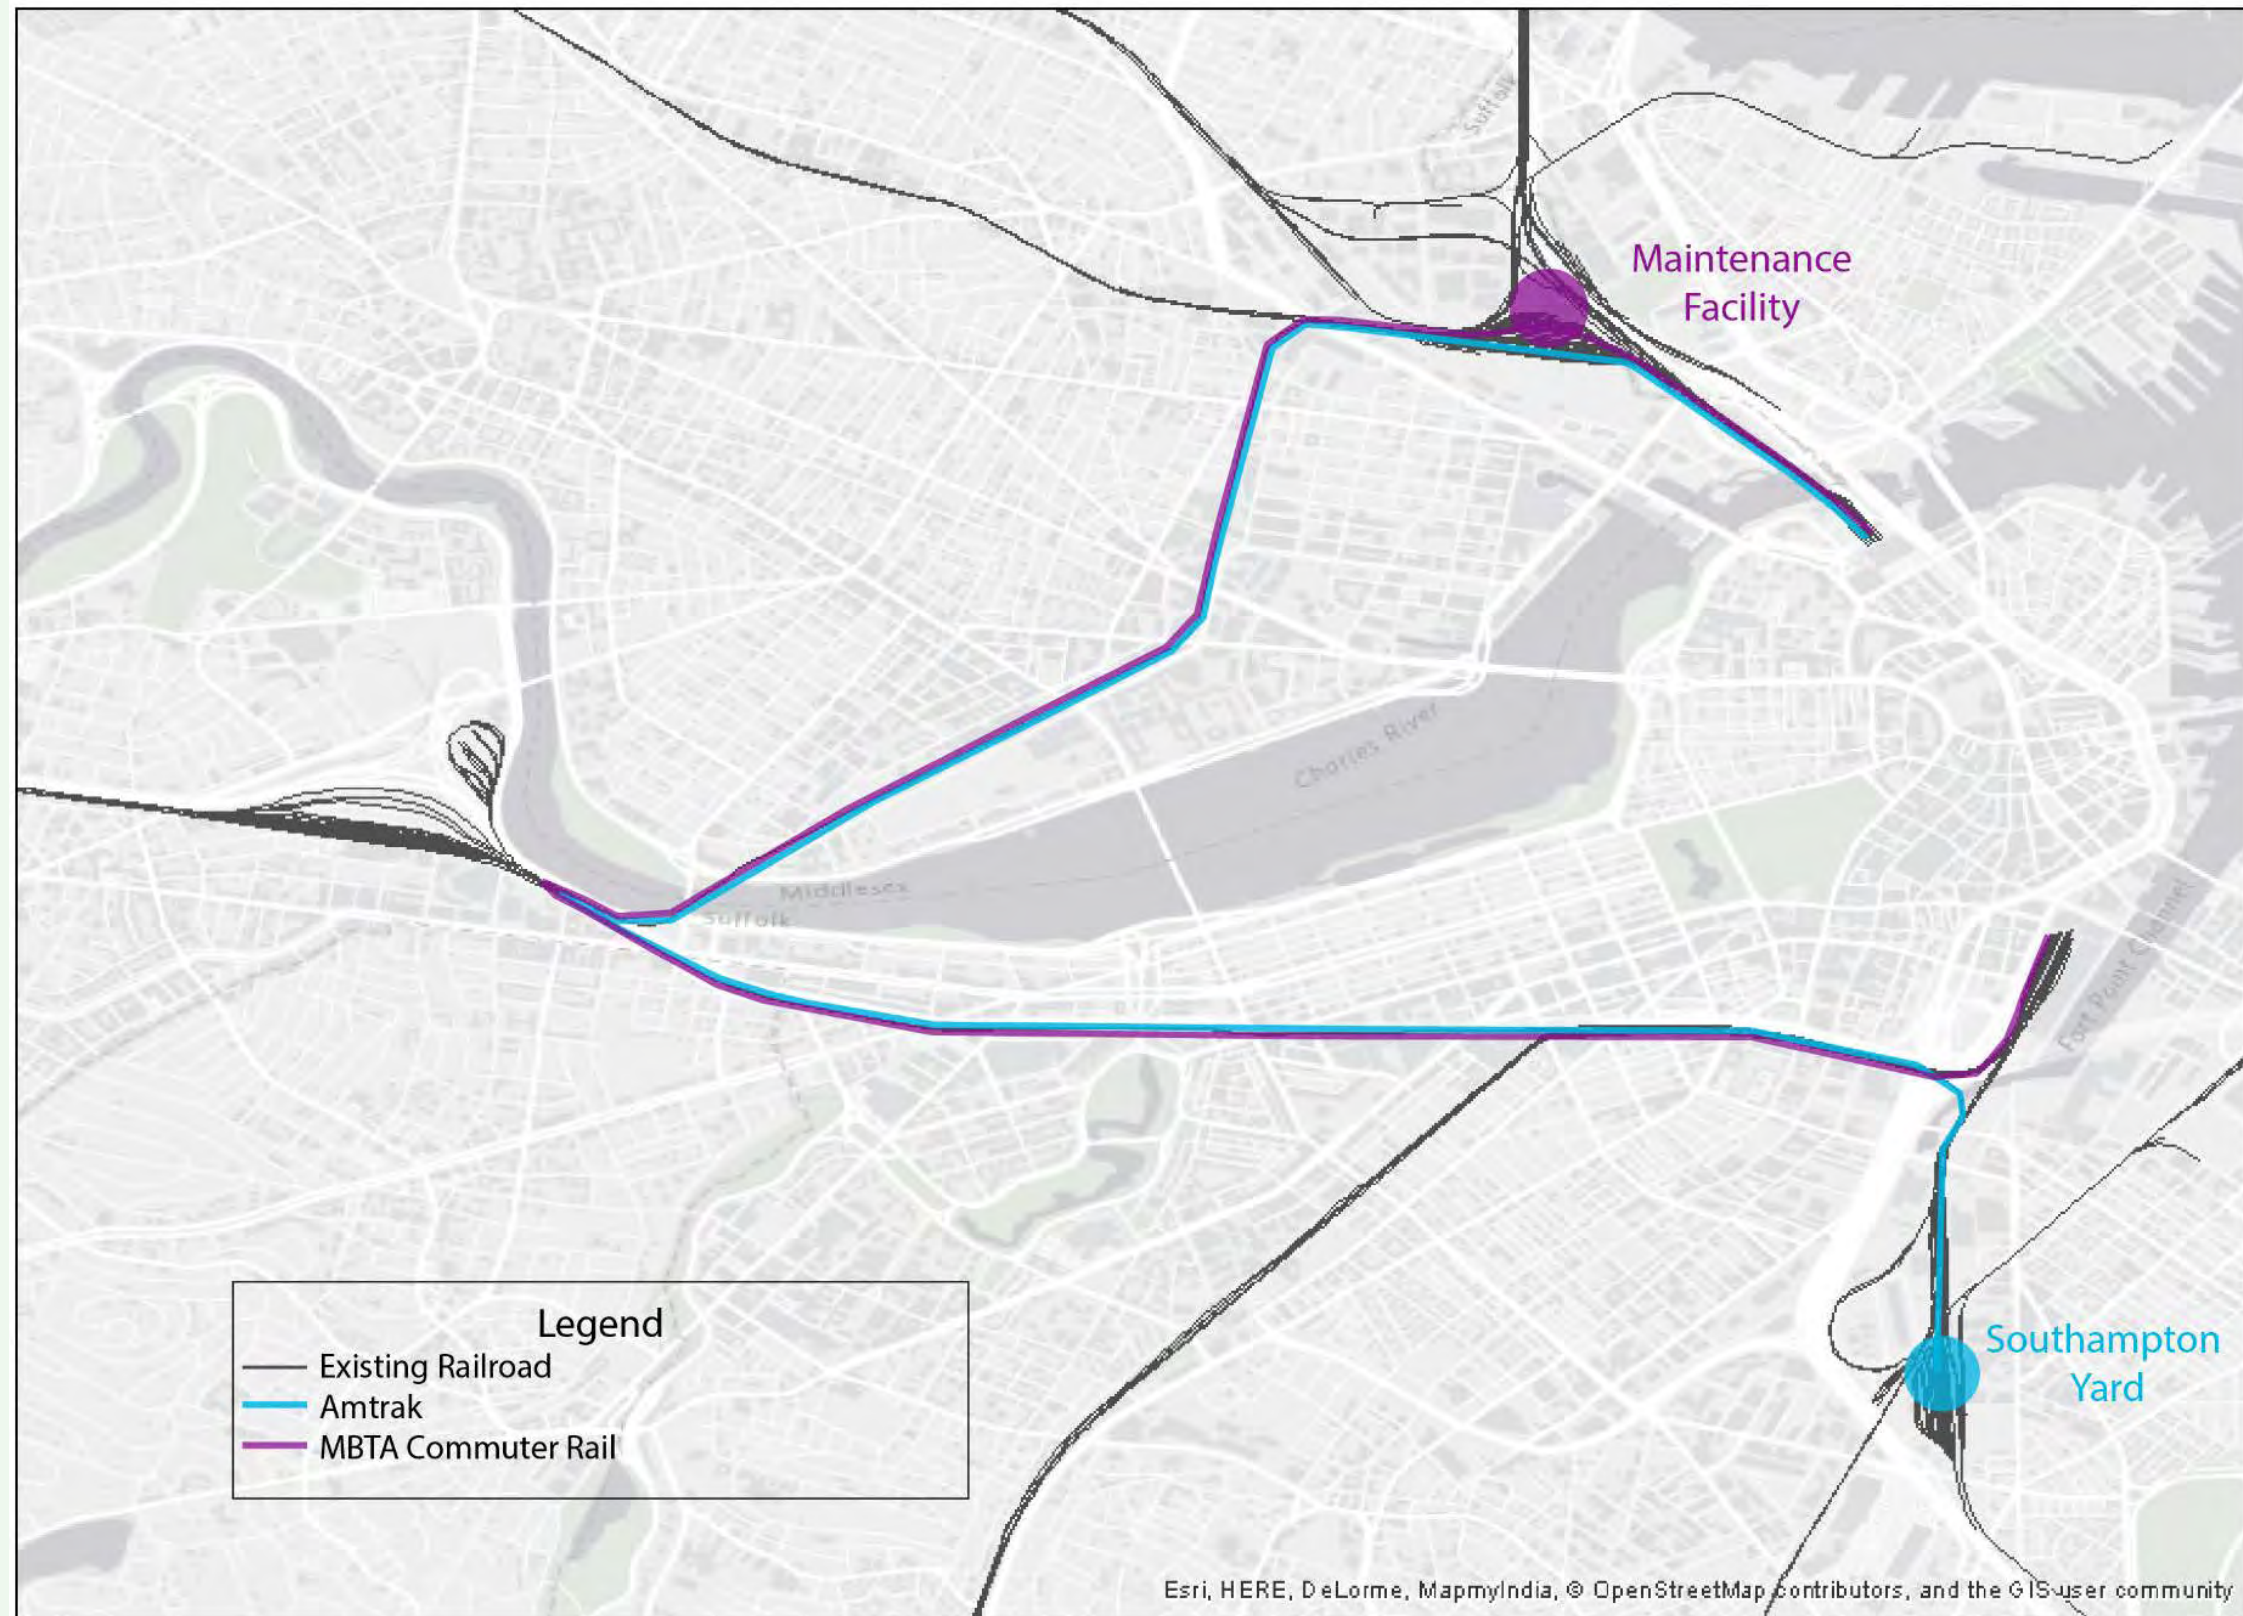 Suffolk
Maintenance
Facility
Charles River
Middlesex
Suffolk
Fort Point Channel
Southampton
Yard
Legend
Existing Railroad
Amtrak
MBTA Commuter Rail
Esri, HERE, DeLorme, MapmyIndia, © OpenStreetMap contributors, and the GIS user community